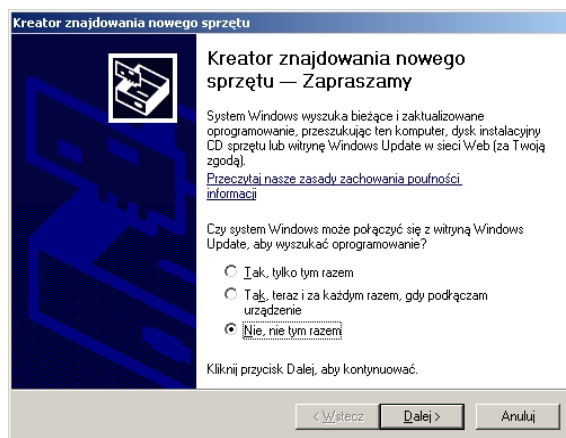 Kreator znajdowania nowego sprzętu
Kreator znajdowania nowego
sprzętu — Zapraszamy
System Windows wyszuka bieżące i zaktualizowane
oprogramowanie, przeszukując ten komputer, dysk instalacyjny
CD sprzętu lub witrynę Windows Update w sieci Web (za Twoją
zgodą).
Przeczytaj nasze zasady zachowania poufności
informacji
Czy system Windows może połączyć się z witryną Windows
Update, aby wyszukać oprogramowanie?
Tak, tylko tym razem
Tak, teraz i za każdym razem, gdy podłączam
urządzenie
Nie, nie tym razem
Kliknij przycisk Dalej, aby kontynuować.
< Wstecz Dalej > Anuluj